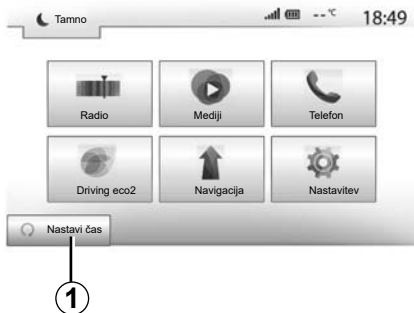 Tamno
--°C
18:49
Radio
Mediji
Telefon
Driving eco2
Navigacija
Nastavitev
Nastavi čas
1